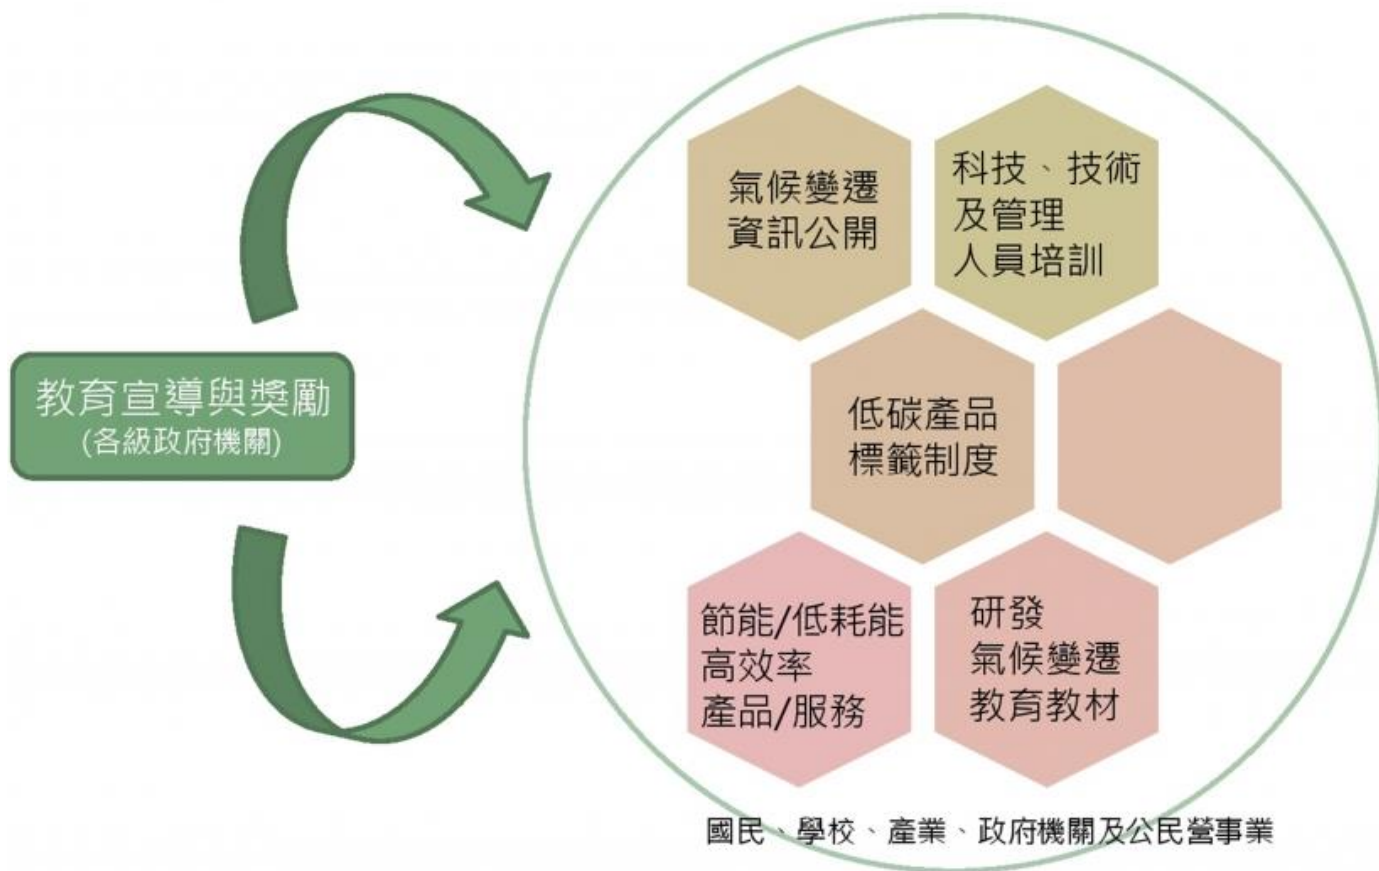 教育宣導與獎勵
(各級政府機關)
氣候變遷
資訊公開
科技、技術
及管理
人員培訓
低碳產品
標籤制度
節能/低耗能
高效率
產品/服務
研發
氣候變遷
教育教材
國民、學校、產業、政府機關及公民營事業